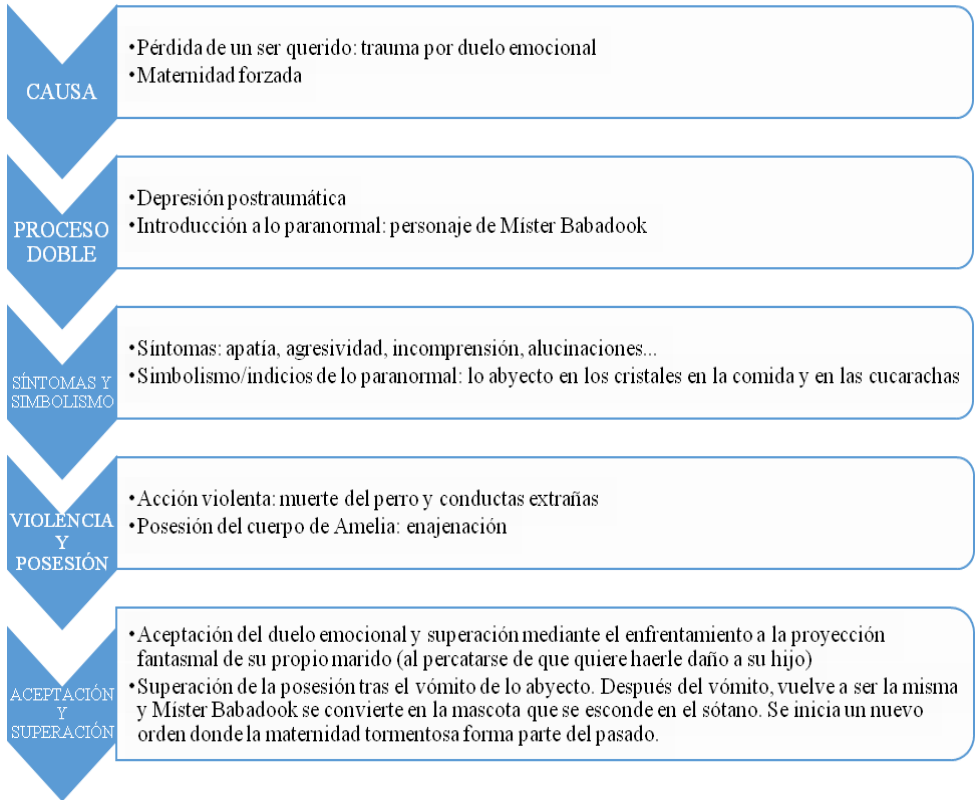 CAUSA
•Pérdida de un ser querido: trauma por duelo emocional
•Maternidad forzada
PROCESO
DOBLE
•Depresión postraumática
•Introducción a lo paranormal: personaje de Míster Babadook
SÍNTOMAS Y
SIMBOLISMO
•Síntomas: apatía, agresividad, incomprensión, alucinaciones...
•Simbolismo/indicios de lo paranormal: lo abyecto en los cristales en la comida y en las cucarachas
VIOLENCIA
Y
POSESIÓN
•Acción violenta: muerte del perro y conductas extrañas
•Posesión del cuerpo de Amelia: enajenación
ACEPTACIÓN
Y
SUPERACIÓN
•Aceptación del duelo emocional y superación mediante el enfrentamiento a la proyección
fantasmal de su propio marido (al percatarse de que quiere haerle daño a su hijo)
•Superación de la posesión tras el vómito de lo abyecto. Después del vómito, vuelve a ser la misma
y Míster Babadook se convierte en la mascota que se esconde en el sótano. Se inicia un nuevo
orden donde la maternidad tormentosa forma parte del pasado.